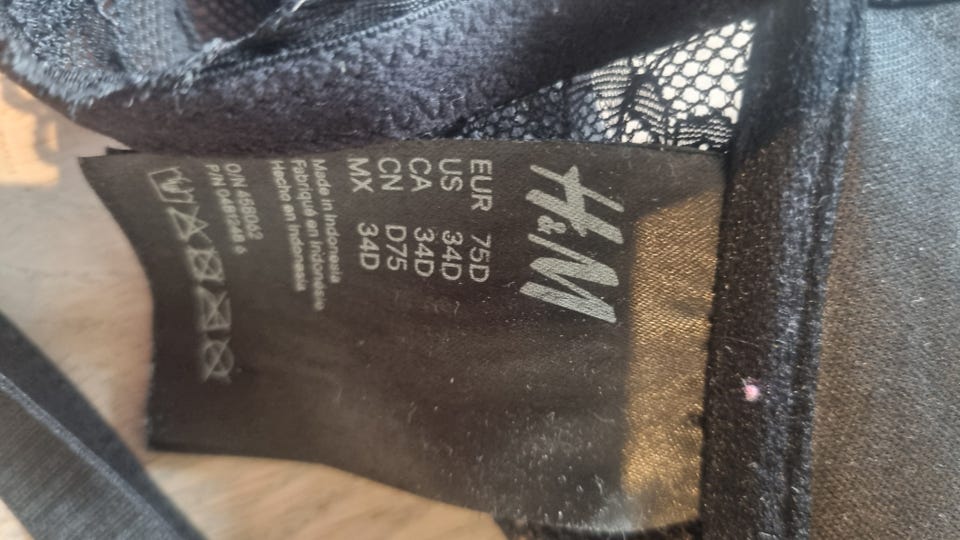 H&M
EUR 75D
US 34D
CA 34D
CN D75
MX 34D
Made in Indonesia
Fabriqué en Indonésie
Hecho en Indonesia
O/N 458062